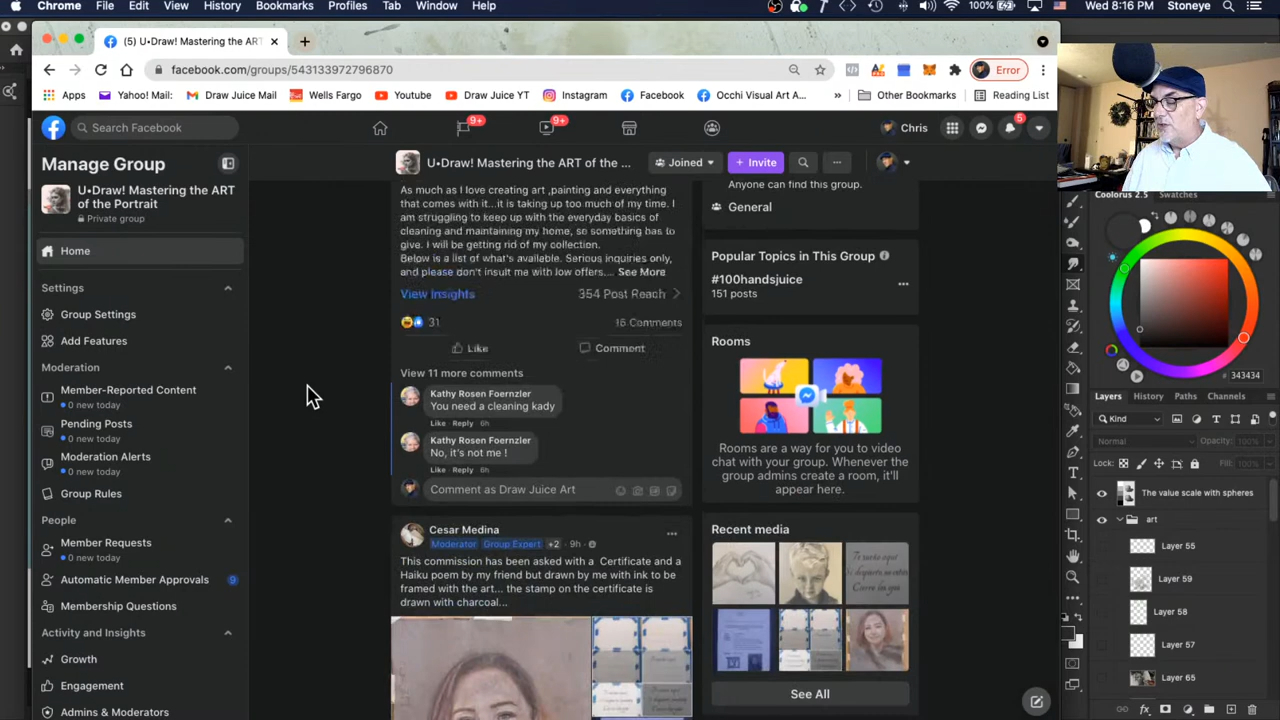 Chrome File Edit View History Bookmarks Profiles Tab Window Help 100% Wed 8:16 PM Stoneye
(5) U•Draw! Mastering the ART of
facebook.com/groups/543133972796870 Error
Apps Yahoo! Mail: Draw Juice Mail Wells Fargo Youtube Draw Juice YT Instagram Facebook Occhi Visual Art A... » Other Bookmarks Reading List
Search Facebook 9+ 9+ Chris 5
Manage Group
U•Draw! Mastering the ART
of the Portrait
Private group
Home
Settings
Group Settings
Add Features
Moderation
Member-Reported Content
0 new today
Pending Posts
0 new today
Moderation Alerts
0 new today
Group Rules
People
Member Requests
0 new today
Automatic Member Approvals 9
Membership Questions
Activity and Insights
Growth
Engagement
Admins & Moderators
U•Draw! Mastering the ART of the ... Joined + Invite
As much as I love creating art ,painting and everything
that comes with it...it is taking up too much of my time. I
am struggling to keep up with the everyday basics of
cleaning and maintaining my home, so something has to
give. I will be getting rid of my collection.
Below is a list of what's available. Serious inquiries only,
and please don't insult me with low offers... See More
View Insights 354 Post Reach
31 16 Comments
Like Comment
View 11 more comments
Kathy Rosen Foernzler
You need a cleaning kady
Like · Reply · 6h
Kathy Rosen Foernzler
No, it's not me !
Like · Reply · 6h
Comment as Draw Juice Art
Cesar Medina
Moderator Group Expert +2 · 9h ·
This commission has been asked with a Certificate and a
Haiku poem by my friend but drawn by me with ink to be
framed with the art... the stamp on the certificate is
drawn with charcoal...
Anyone can find this group.
General
Popular Topics in This Group
#100handsjuice
151 posts
Rooms
Rooms are a way for you to video
chat with your group. Whenever the
group admins create a room, it'll
appear here.
Recent media
See All
Coolorus 2.5 Swatches
# 343434
Layers History Paths Channels
Kind
Normal Opacity: 100%
Lock: Fill: 100%
The value scale with spheres
art
Layer 55
Layer 59
Layer 58
Layer 57
Layer 65